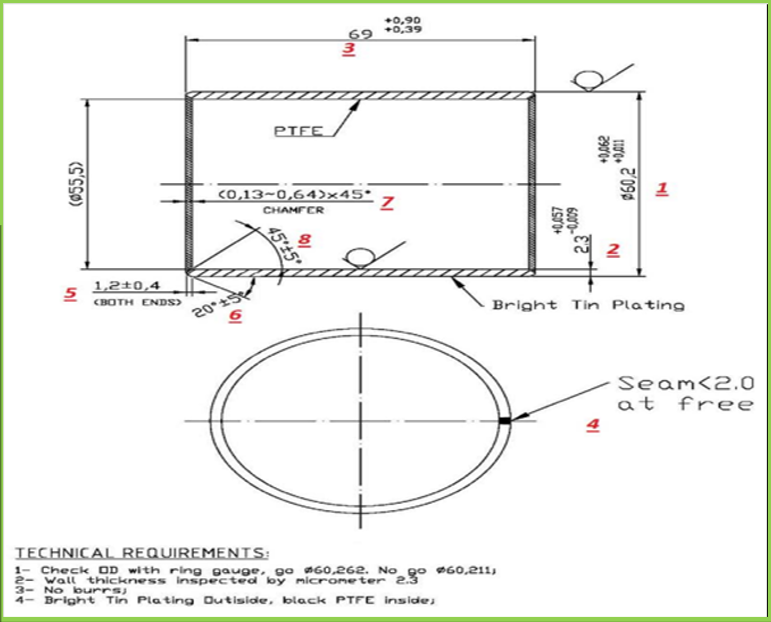 +0,90
69 +0,39
3
PTFE
(ø55,5)
(0,13~0,64)x45°
CHAMFER
7
45°±5°
8
+0,062
+0,011
ø60,2
1
+0,057
-0,009
2.3
2
1,2±0,4
(BOTH ENDS)
5
20°±5°
6
Bright Tin Plating
Seam<2.0
at free
4
TECHNICAL REQUIREMENTS:
1- Check OD with ring gauge, go ø60,262. No go ø60,211;
2- Wall thickness inspected by micrometer 2.3
3- No burrs;
4- Bright Tin Plating Outiside, black PTFE inside;